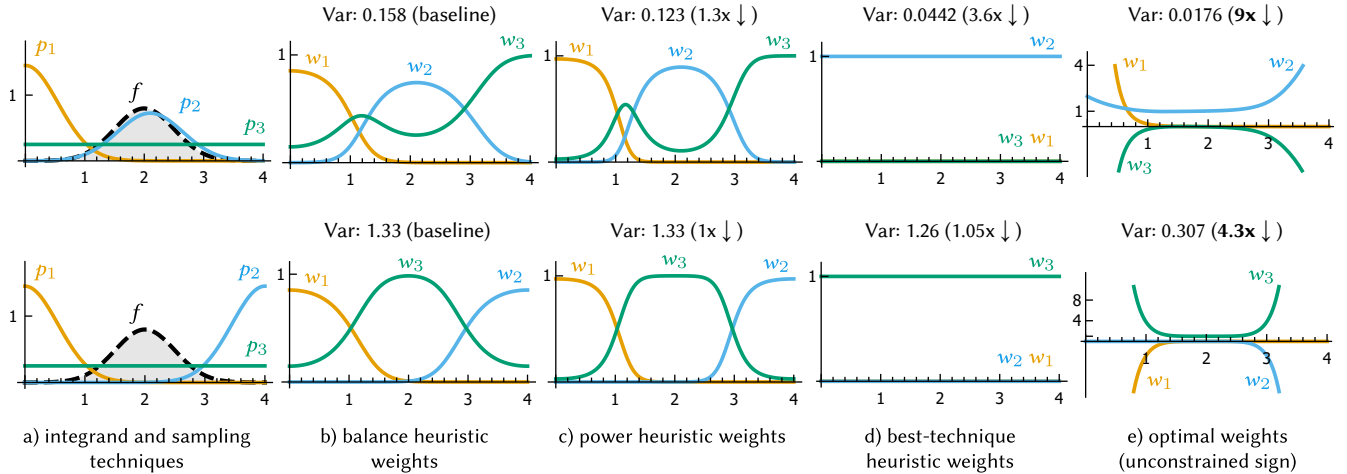 Var: 0.158 (baseline)
Var: 0.123 (1.3x ↓)
Var: 0.0442 (3.6x ↓)
Var: 0.0176 (9x ↓)
p1
f
p2
p3
1
1 2 3 4
w1
w2
w3
1
1 2 3 4
w1
w2
w3
1
1 2 3 4
w2
w3 w1
1
1 2 3 4
w1
w2
w3
4
1
1 2 3 4
Var: 1.33 (baseline)
Var: 1.33 (1x ↓)
Var: 1.26 (1.05x ↓)
Var: 0.307 (4.3x ↓)
p1
f
p2
p3
1
1 2 3 4
w1
w3
w2
1
1 2 3 4
w1
w3
w2
1
1 2 3 4
w3
w2 w1
1
1 2 3 4
w3
w1
w2
8
4
1 2 3 4
a) integrand and sampling
techniques
b) balance heuristic
weights
c) power heuristic weights
d) best-technique
heuristic weights
e) optimal weights
(unconstrained sign)